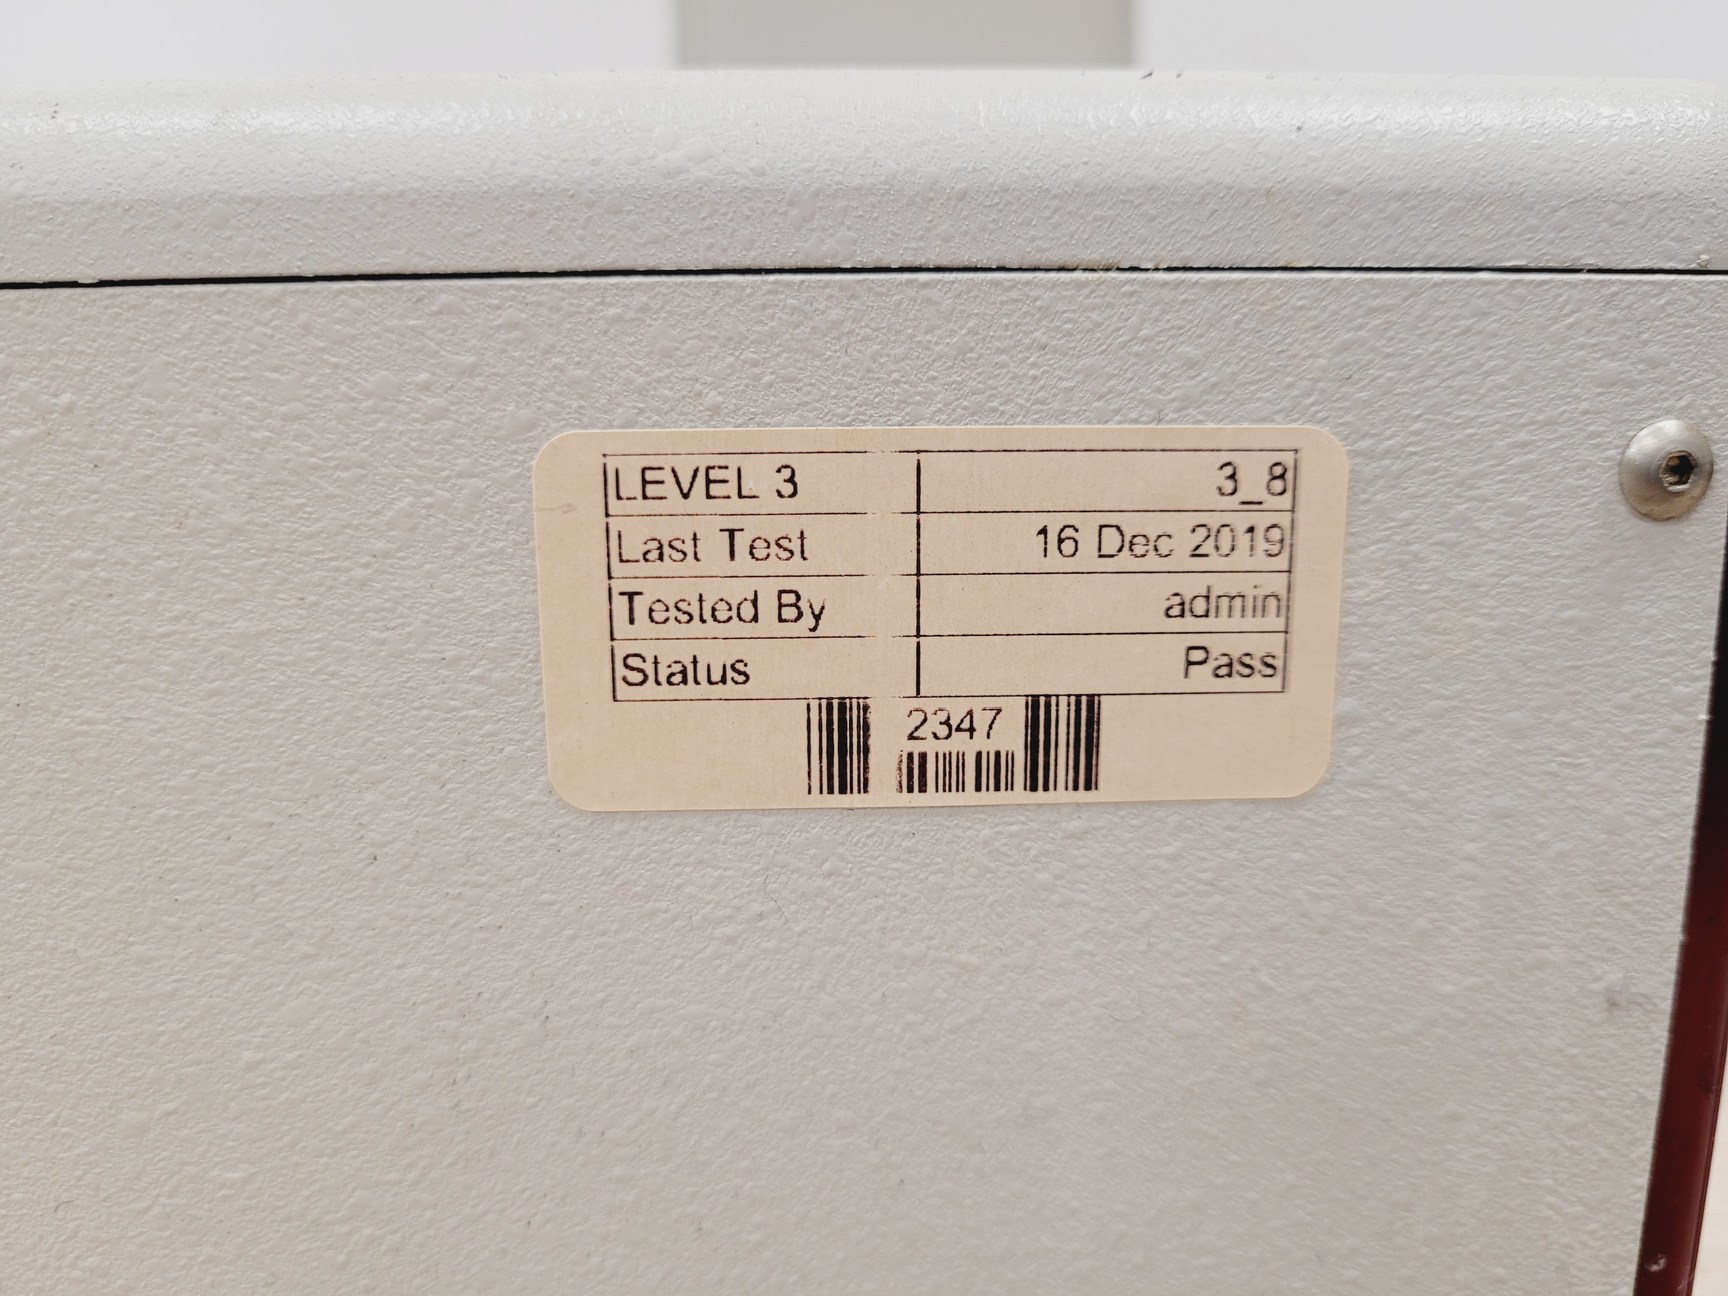 LEVEL 3 3_8
Last Test 16 Dec 2019
Tested By admin
Status Pass
2347